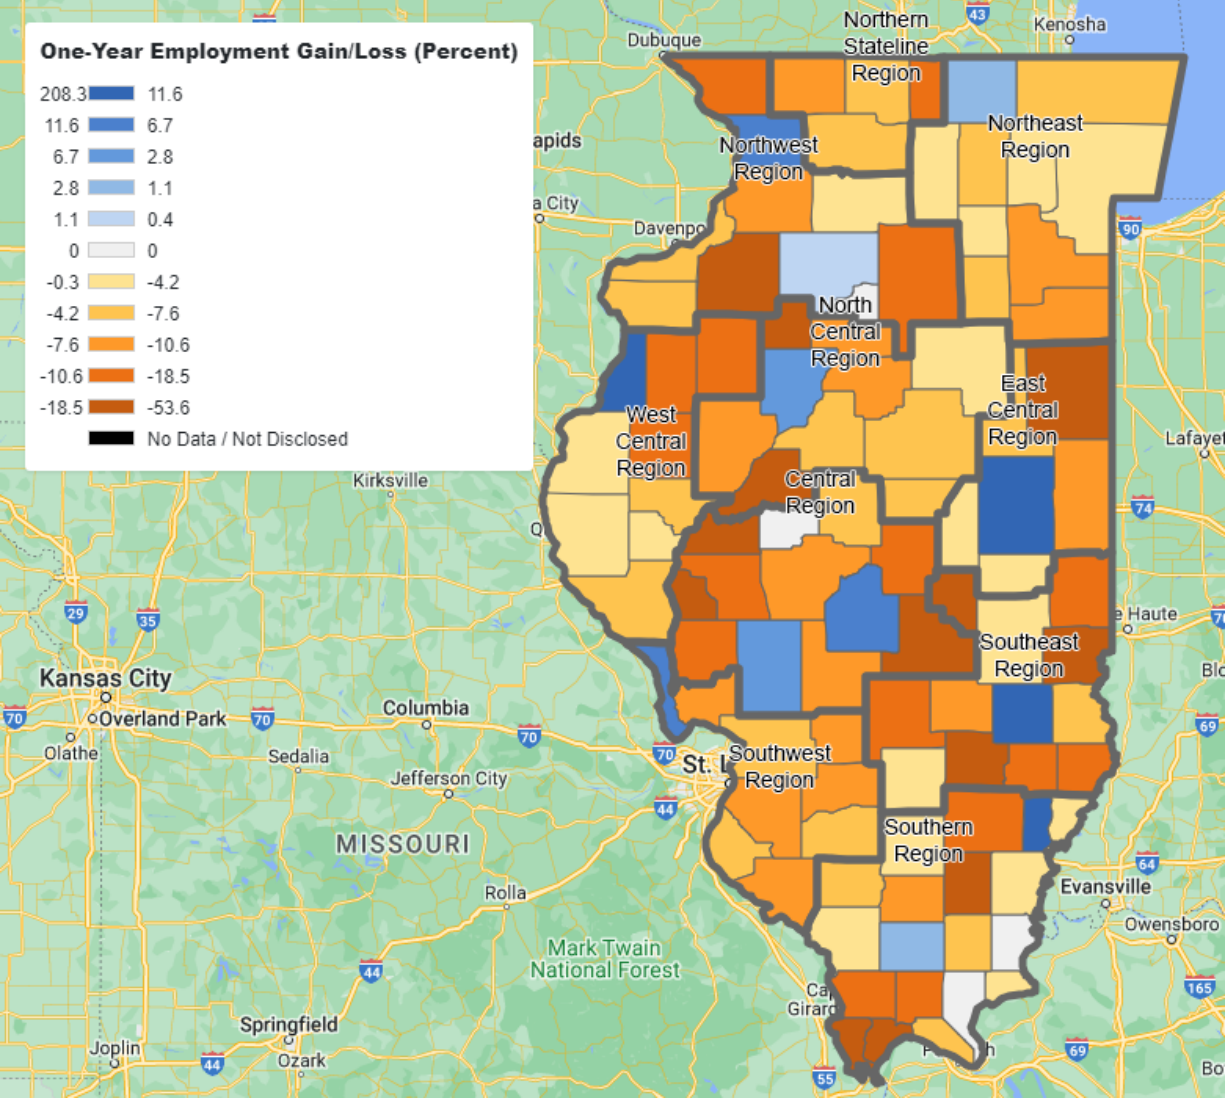 One-Year Employment Gain/Loss (Percent)
208.3 11.6
11.6 6.7
6.7 2.8
2.8 1.1
1.1 0.4
0 0
-0.3 -4.2
-4.2 -7.6
-7.6 -10.6
-10.6 -18.5
-18.5 -53.6
No Data / Not Disclosed
Northern
Stateline
Region
43
Kenosha
Dubuque
apids
Northeast
Region
Northwest
Region
a City
Davenpo
90
North
Central
Region
East
Central
Region
West
Central
Region
Lafayet
Kirksville
Central
Region
Q
74
29
35
e Haute
70
Southeast
Region
Kansas City
Columbia
Blo
70
Overland Park
70
70
69
Olathe
Sedalia
70
St. L
Southwest
Region
Jefferson City
44
MISSOURI
Southern
Region
64
Rolla
Evansville
Owensboro
Mark Twain
National Forest
44
Ca
Girard
165
Springfield
Joplin
44
Ozark
P
h
69
55
Bo